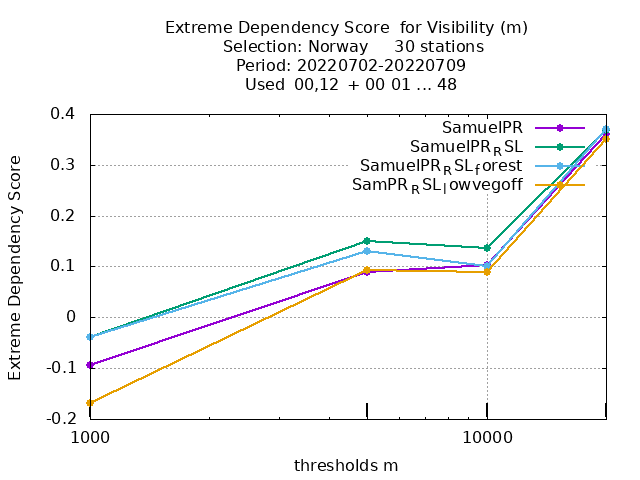 Extreme Dependency Score  for Visibility (m)
Selection: Norway     30 stations
Period: 20220702-20220709
Used  00,12  + 00 01 ... 48
SamuelPR
SamuelPR_RSL
SamuelPR_RSL_forest
SamPR_RSL_lowvegoff
Extreme Dependency Score
0.4
0.3
0.2
0.1
0
-0.1
-0.2
1000 10000
thresholds m